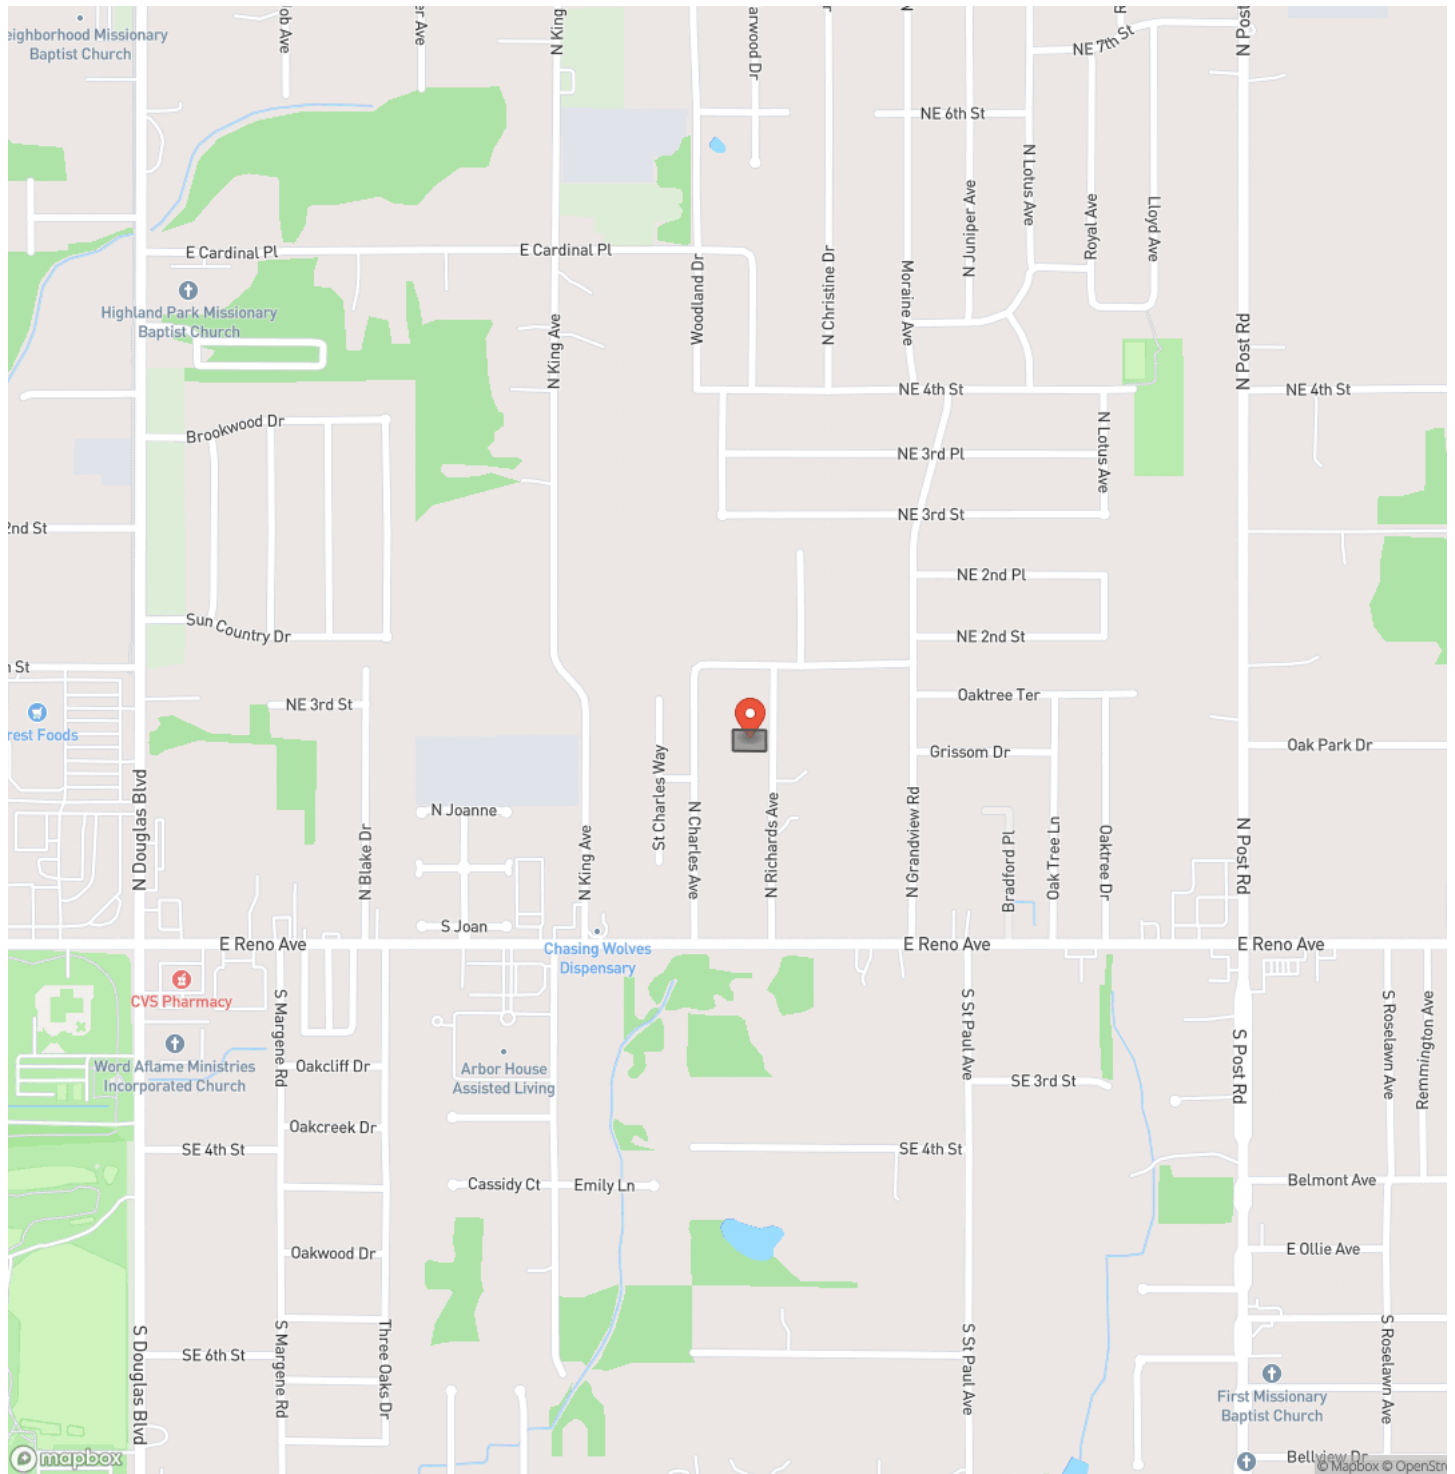 ob Ave
er Ave
N King
arwood Dr
N Post
NE 7th St
eighborhood Missionary
Baptist Church
NE 6th St
N Lotus Ave
N Juniper Ave
Royal Ave
Lloyd Ave
E Cardinal Pl
E Cardinal Pl
Woodland Dr
N Christine Dr
Moraine Ave
Highland Park Missionary
Baptist Church
N King Ave
N Post Rd
NE 4th St
NE 4th St
Brookwood Dr
N Lotus Ave
NE 3rd Pl
NE 3rd St
2nd St
NE 2nd Pl
Sun Country Dr
NE 2nd St
h St
Oaktree Ter
NE 3rd St
rest Foods
Oak Park Dr
Grissom Dr
St Charles Way
N Douglas Blvd
N Joanne
N Blake Dr
N King Ave
N Charles Ave
N Richards Ave
N Grandview Rd
Bradford Pl
Oak Tree Ln
Oaktree Dr
N Post Rd
S Joan
E Reno Ave
E Reno Ave
E Reno Ave
Chasing Wolves
Dispensary
CVS Pharmacy
S Margene Rd
S St Paul Ave
S Roselawn Ave
Remmington Ave
S Post Rd
Word Aflame Ministries
Incorporated Church
Oakcliff Dr
Arbor House
Assisted Living
SE 3rd St
Oakcreek Dr
SE 4th St
SE 4th St
Cassidy Ct
Emily Ln
Belmont Ave
Oakwood Dr
E Ollie Ave
S Douglas Blvd
S Margene Rd
Three Oaks Dr
SE 6th St
S St Paul Ave
S Roselawn Ave
First Missionary
Baptist Church
Bellview Dr
mapbox
© Mapbox © OpenStr